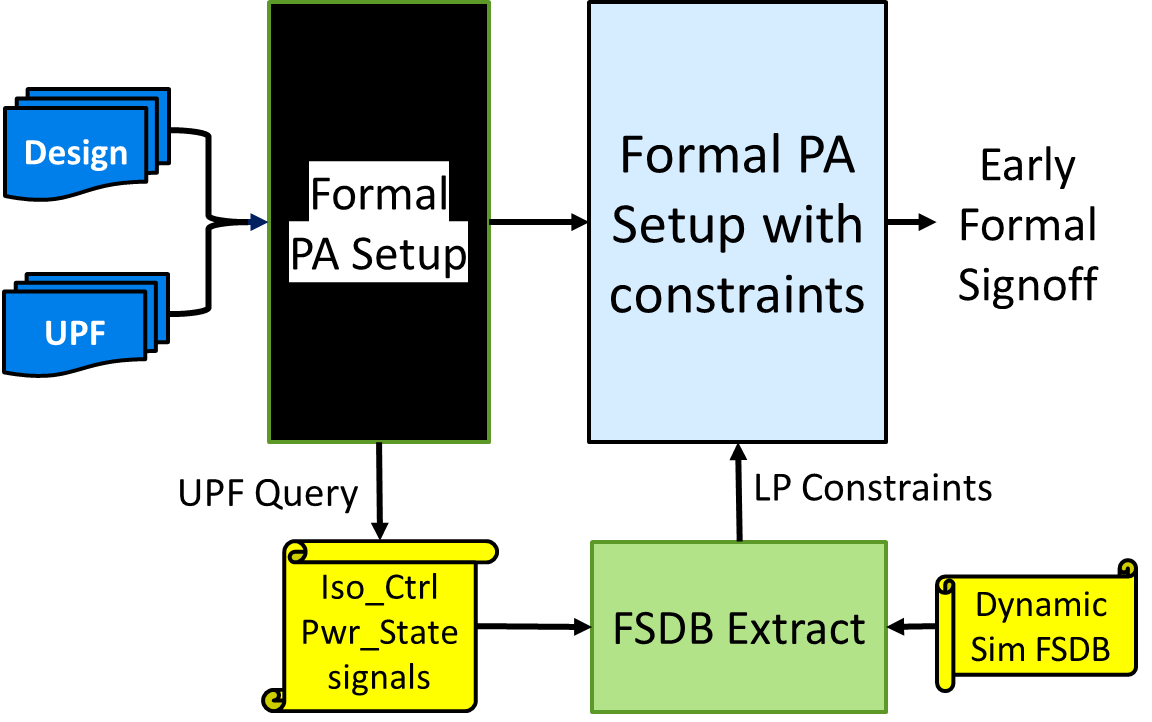 Design
UPF
Formal
PA Setup
Formal PA
Setup with
constraints
Early
Formal
Signoff
UPF Query
LP Constraints
Iso_Ctrl
Pwr_State
signals
FSDB Extract
Dynamic
Sim FSDB